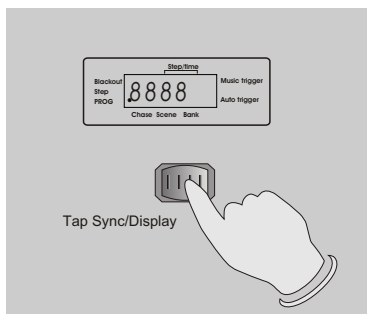 Step/time
Blackout
Step
PROG
.8888
Music trigger
Auto trigger
Chase Scene Bank
Tap Sync/Display